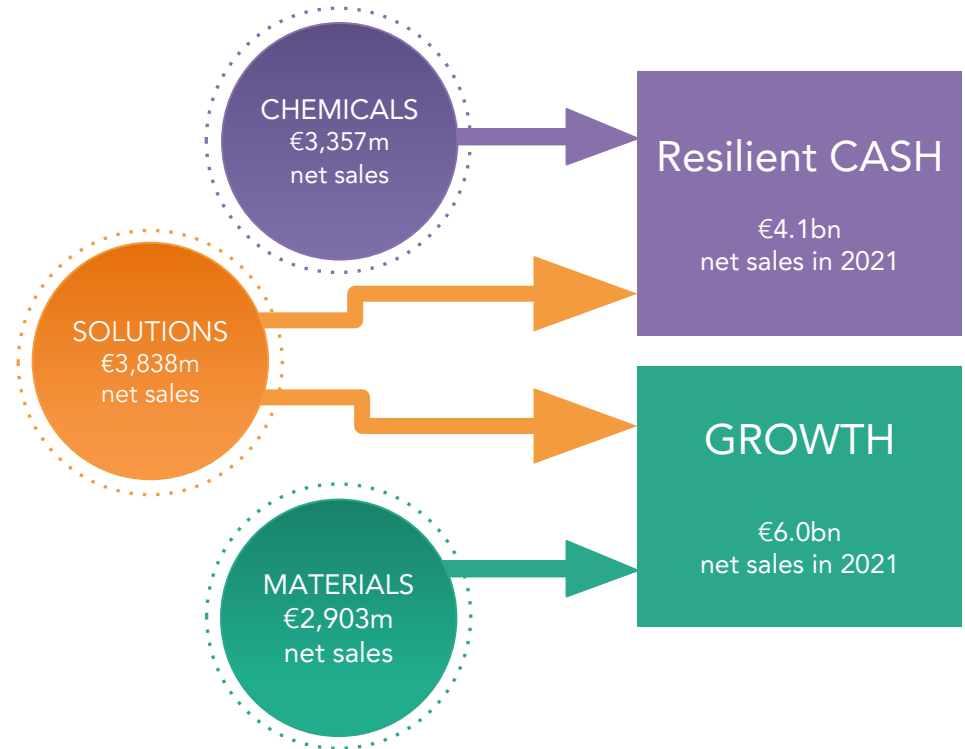 CHEMICALS
€3,357m
net sales
Resilient CASH
€4.1bn
net sales in 2021
SOLUTIONS
€3,838m
net sales
GROWTH
€6.0bn
net sales in 2021
MATERIALS
€2,903m
net sales